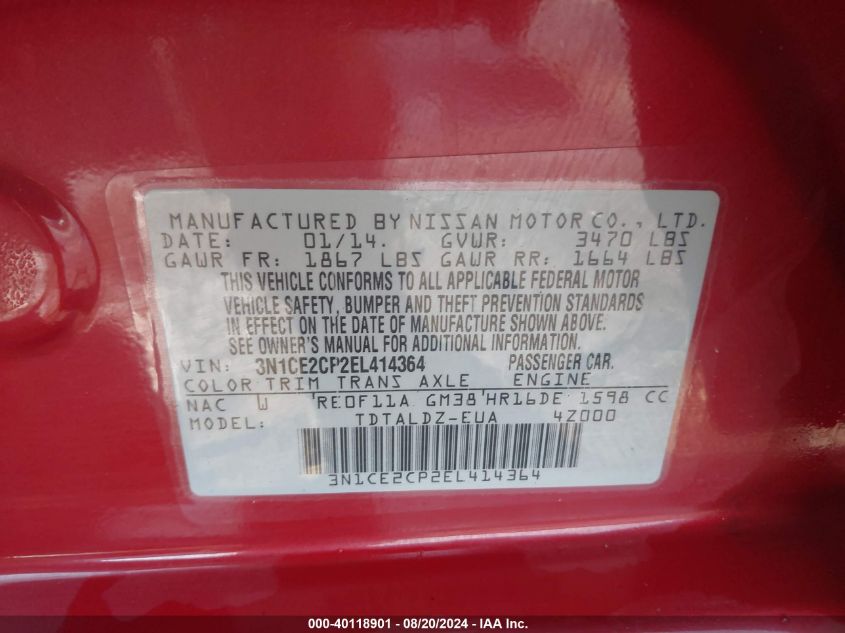 MANUFACTURED BY NISSAN MOTOR CO., LTD.
DATE: 01/14. GVWR: 3470 LBS
GAWR FR: 1867 LBS GAWR RR: 1664 LBS
THIS VEHICLE CONFORMS TO ALL APPLICABLE FEDERAL MOTOR
VEHICLE SAFETY, BUMPER AND THEFT PREVENTION STANDARDS
IN EFFECT ON THE DATE OF MANUFACTURE SHOWN ABOVE.
SEE OWNER'S MANUAL FOR ADDITIONAL INFORMATION.
VIN: 3N1CE2CP2EL414364 PASSENGER CAR.
COLOR TRIM TRANS AXLE ENGINE
NAC W RE0F11A GM38 HR16DE 1598 CC
MODEL: TDTALDZ-EUA 4Z000
3N1CE2CP2EL414364
000-40118901 - 08/20/2024 - IAA Inc.